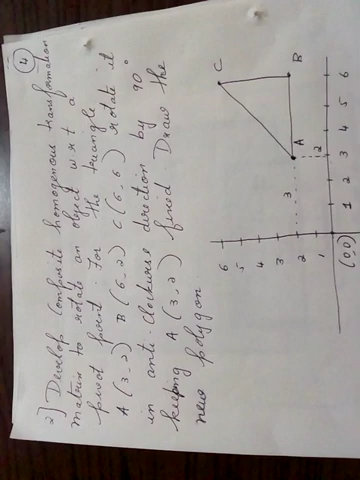 4
2] Develop composite homogenous transformation
matrix to rotate an object w.r.t a
pivot point. For the triangle
A (3,2) B (6,2) C (6,6) rotate it
in anti-clockwise direction by 90°
keeping A (3,2) fixed. Draw the
new polygon
6
5
4
3
2
1
(0,0) 1 2 3 4 5 6
3
2
A
B
C